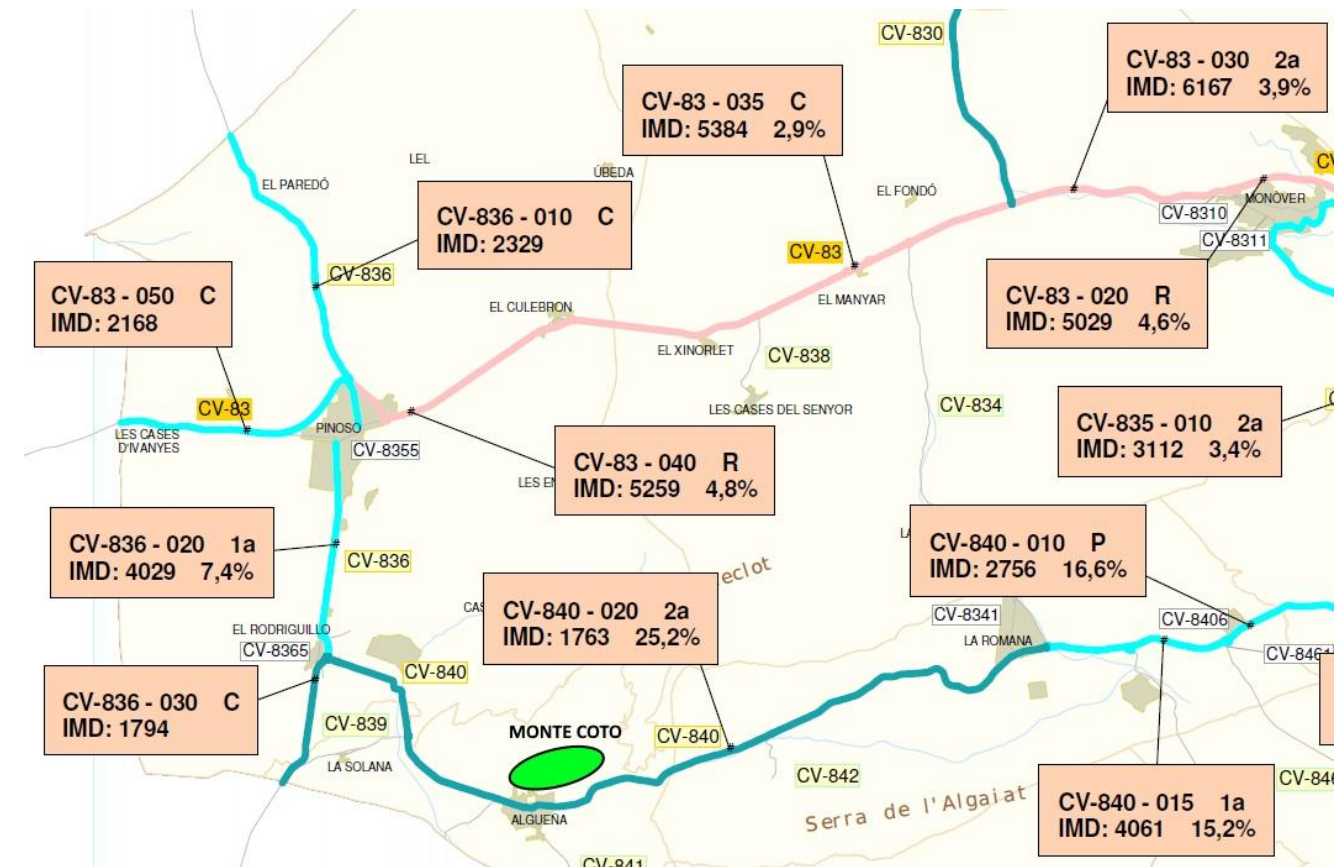 CV-830
CV-83 - 030 2a
IMD: 6167 3,9%
CV-83 - 035 C
IMD: 5384 2,9%
LEL
ÚBEDA
EL PAREDÓ
EL FONDÓ
MONÒVER
CV-8310
CV-8311
CV-836 - 010 C
IMD: 2329
CV-836
CV-83
CV-83 - 050 C
IMD: 2168
CV-83 - 020 R
IMD: 5029 4,6%
EL CULEBRON
EL MANYAR
EL XINORLET
CV-838
CV-83
PINOSO
LES CASES
D'IVANYES
CV-8355
LES CASES DEL SENYOR
CV-834
CV-835 - 010 2a
IMD: 3112 3,4%
CV-83 - 040 R
IMD: 5259 4,8%
CV-836 - 020 1a
IMD: 4029 7,4%
CV-836
CV-840 - 010 P
IMD: 2756 16,6%
CV-840 - 020 2a
IMD: 1763 25,2%
CV-8341
CV-8406
LA ROMANA
CV-8461
EL RODRIGUILLO
CV-8365
CV-840
CV-836 - 030 C
IMD: 1794
CV-839
MONTE COTO
CV-840
LA SOLANA
CV-842
Serra de l'Algaiat
CV-840 - 015 1a
IMD: 4061 15,2%
ALGUEÑA
CV-841